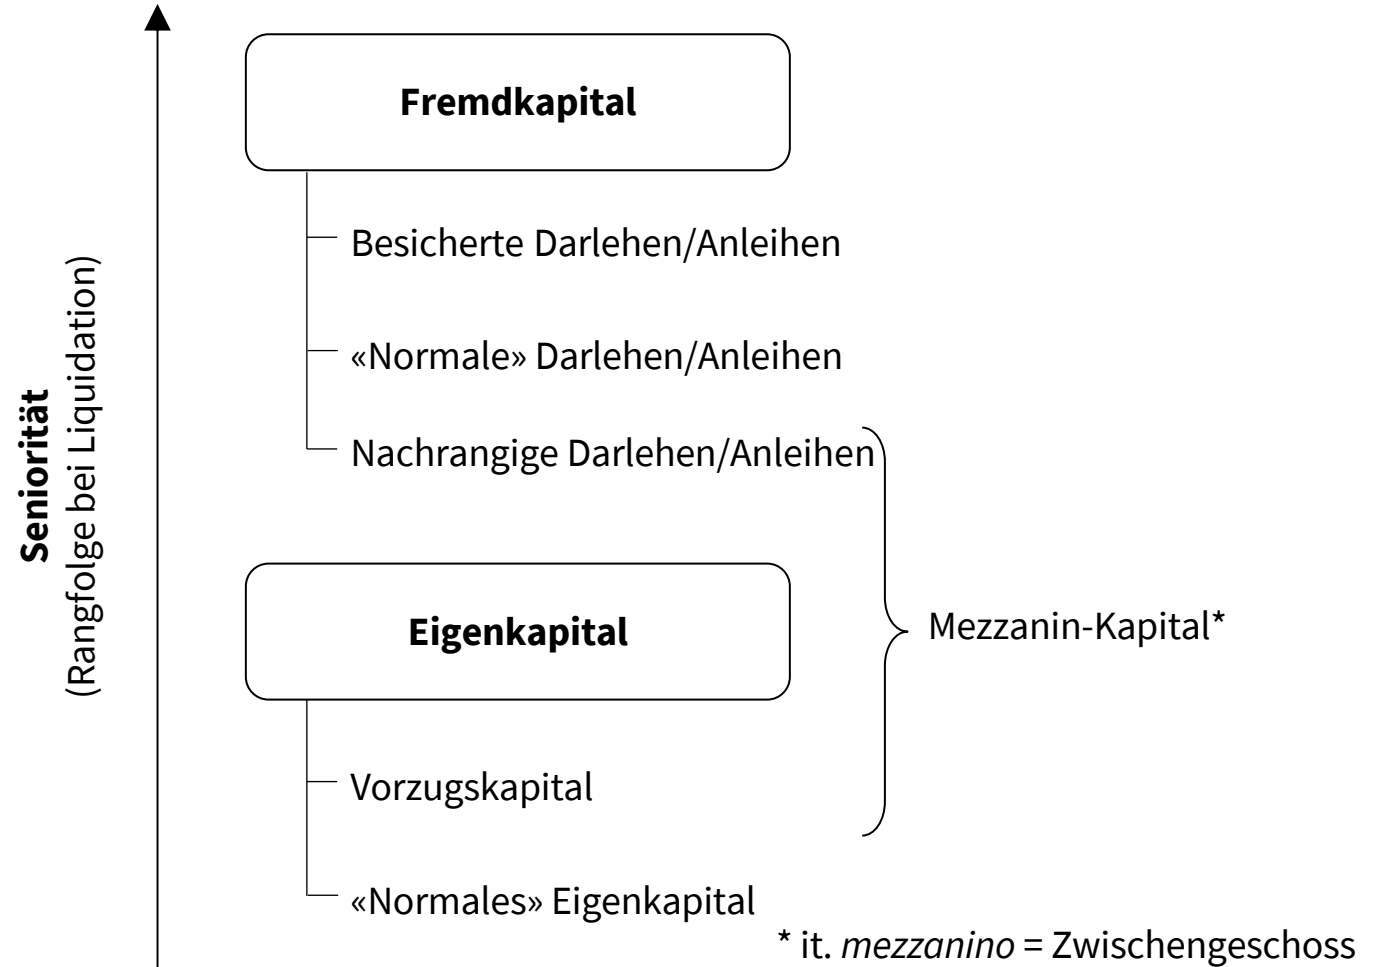 Seniorität
(Rangfolge bei Liquidation)
Fremdkapital
Besicherte Darlehen/Anleihen
«Normale» Darlehen/Anleihen
Nachrangige Darlehen/Anleihen
Eigenkapital
Mezzanin-Kapital*
Vorzugskapital
«Normales» Eigenkapital
* it. mezzanino = Zwischengeschoss